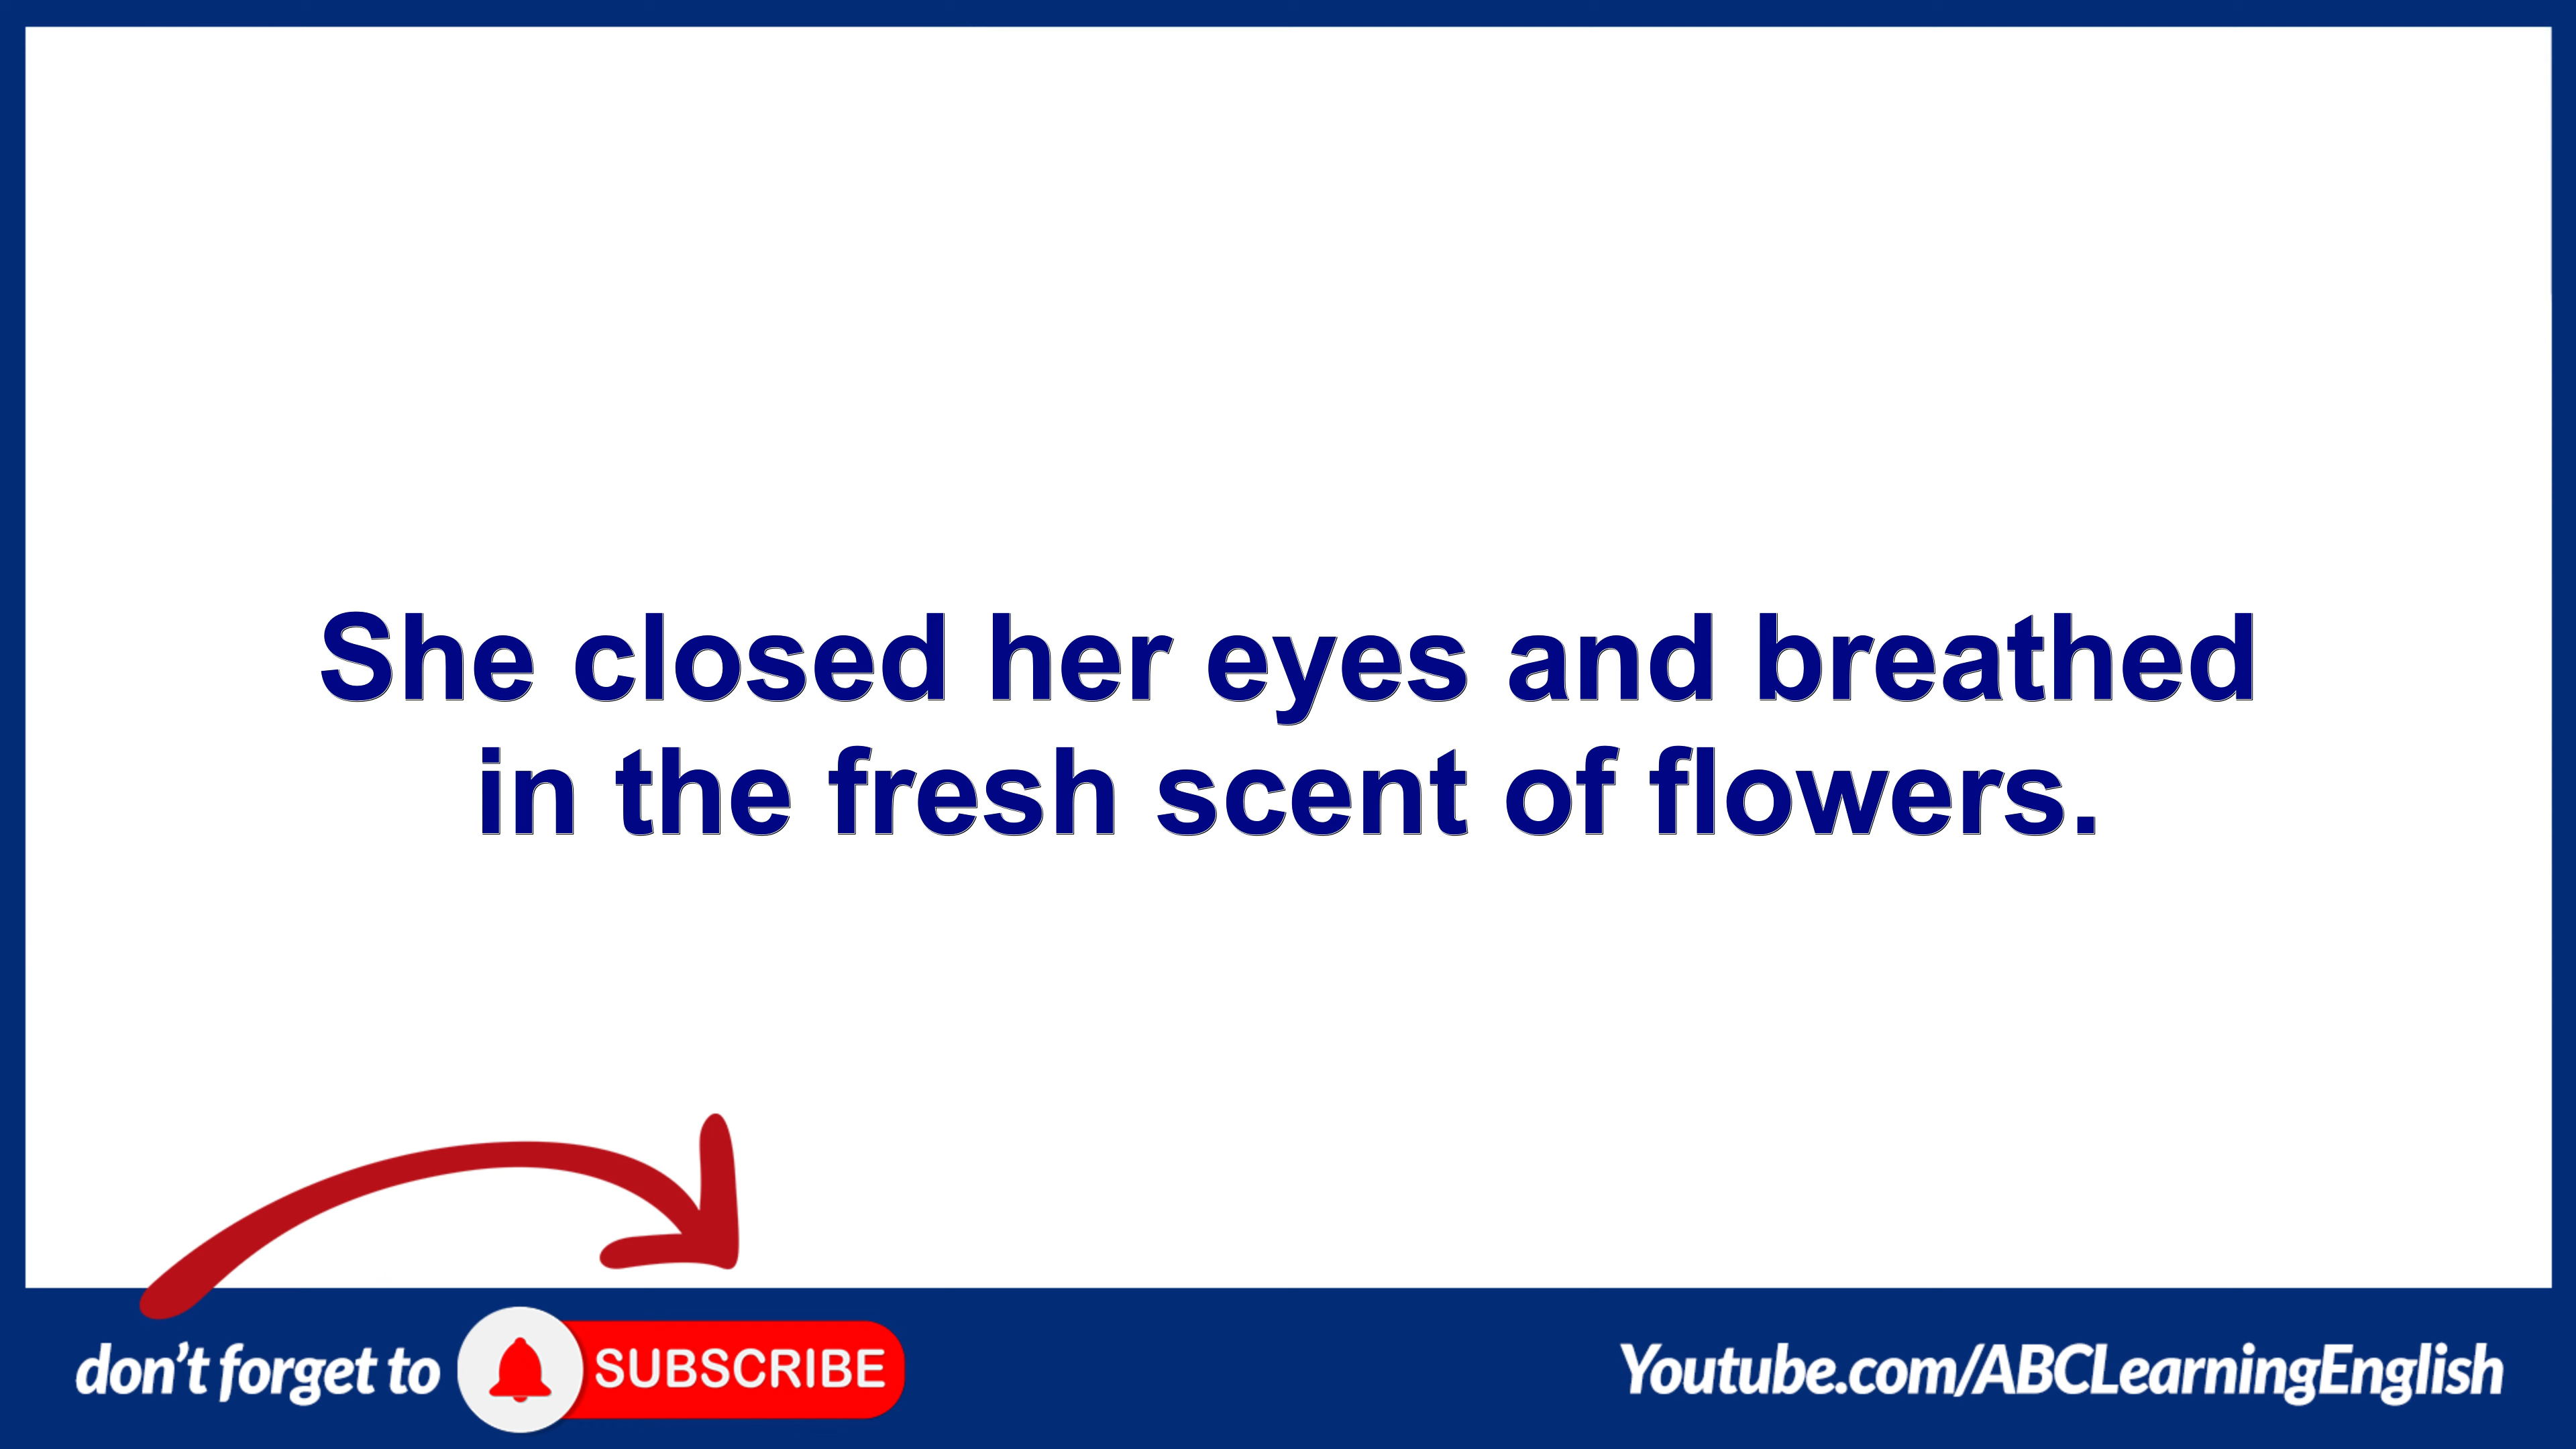 She closed her eyes and breathed
in the fresh scent of flowers.
don't forget to SUBSCRIBE
Youtube.com/ABCLearningEnglish